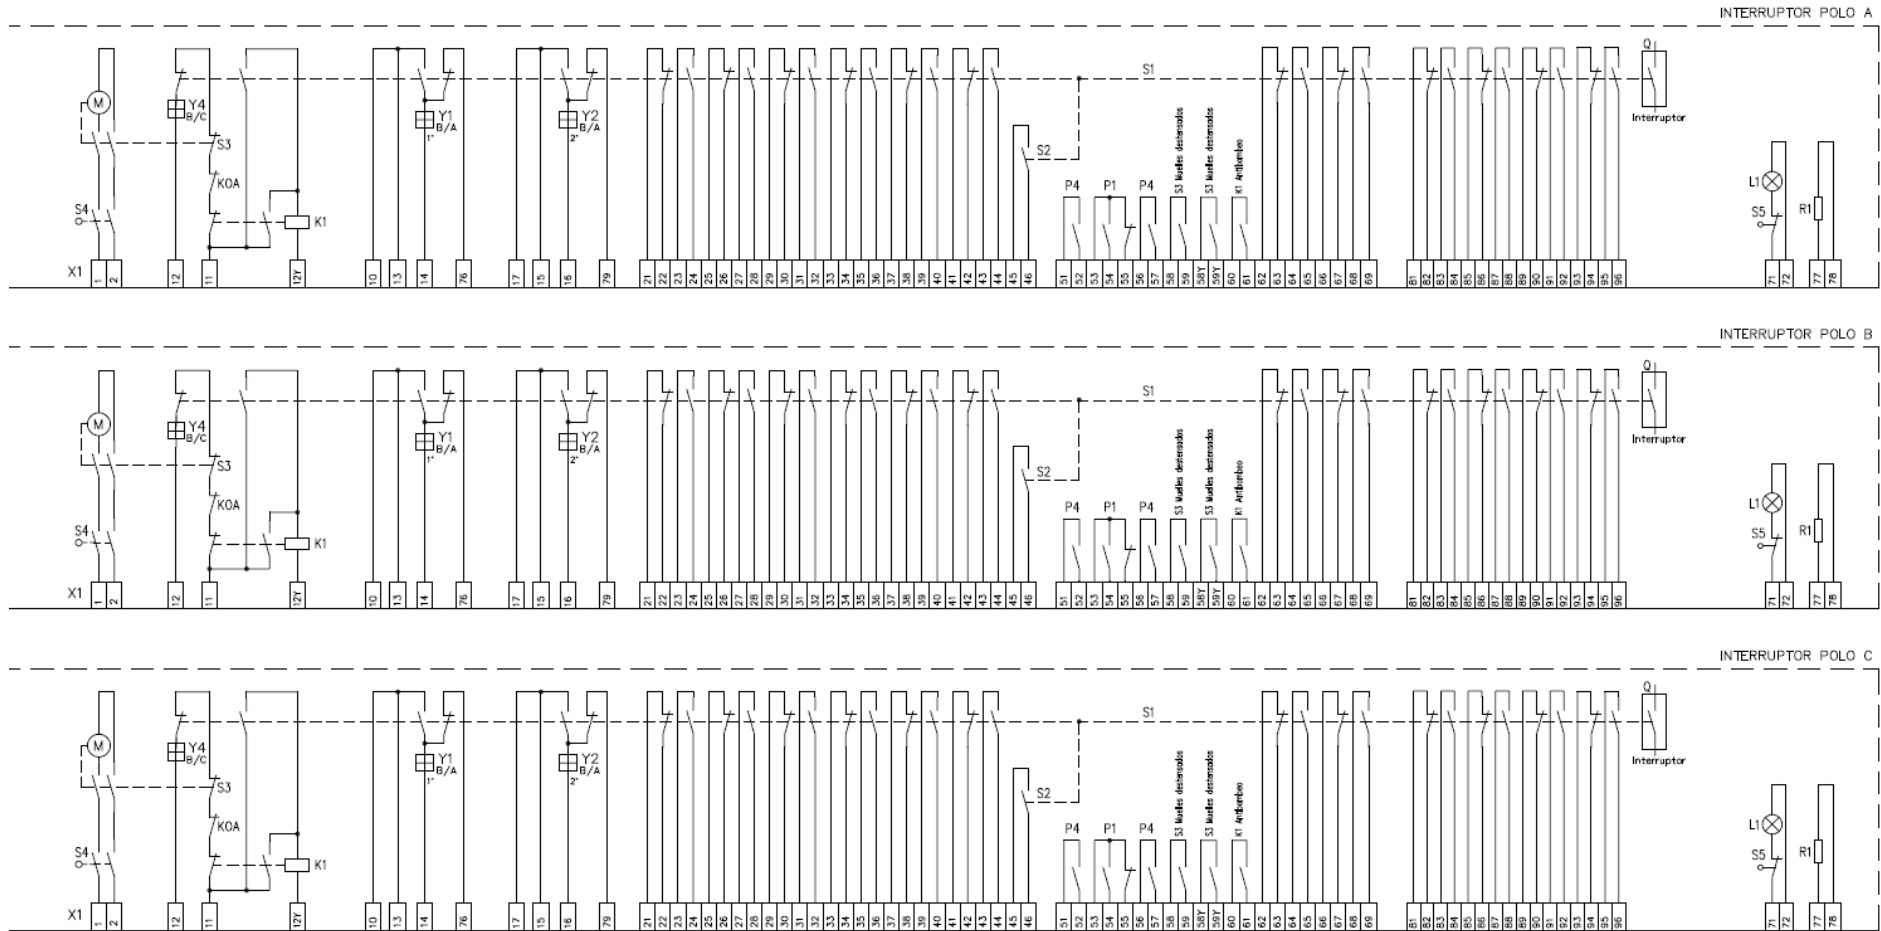 INTERRUPTOR POLO A
Q
S1
M
Y4
B/C
Y1
B/A
1°
Y2
B/A
2°
Interruptor
S3
S2
S3 Muelles destensados
S3 Muelles destensados
K1 Antibombeo
KOA
P4 P1 P4
L1
S4
K1
S5
R1
X1
1 2 12 11 12Y 10 13 14 76 17 15 16 79 21 22 23 24 25 26 27 28 29 30 31 32 33 34 35 36 37 38 39 40 41 42 43 44 45 46 51 52 53 54 55 56 57 58 59 58Y 59Y 60 61 62 63 64 65 66 67 68 69 81 82 83 84 85 86 87 88 89 90 91 92 93 94 95 96 71 72 77 78
INTERRUPTOR POLO B
Q
S1
M
Y4
B/C
Y1
B/A
1°
Y2
B/A
2°
Interruptor
S3
S2
S3 Muelles destensados
S3 Muelles destensados
K1 Antibombeo
KOA
P4 P1 P4
L1
S4
K1
S5
R1
X1
1 2 12 11 12Y 10 13 14 76 17 15 16 79 21 22 23 24 25 26 27 28 29 30 31 32 33 34 35 36 37 38 39 40 41 42 43 44 45 46 51 52 53 54 55 56 57 58 59 58Y 59Y 60 61 62 63 64 65 66 67 68 69 81 82 83 84 85 86 87 88 89 90 91 92 93 94 95 96 71 72 77 78
INTERRUPTOR POLO C
Q
S1
M
Y4
B/C
Y1
B/A
1°
Y2
B/A
2°
Interruptor
S3
S2
S3 Muelles destensados
S3 Muelles destensados
K1 Antibombeo
KOA
P4 P1 P4
L1
S4
K1
S5
R1
X1
1 2 12 11 12Y 10 13 14 76 17 15 16 79 21 22 23 24 25 26 27 28 29 30 31 32 33 34 35 36 37 38 39 40 41 42 43 44 45 46 51 52 53 54 55 56 57 58 59 58Y 59Y 60 61 62 63 64 65 66 67 68 69 81 82 83 84 85 86 87 88 89 90 91 92 93 94 95 96 71 72 77 78